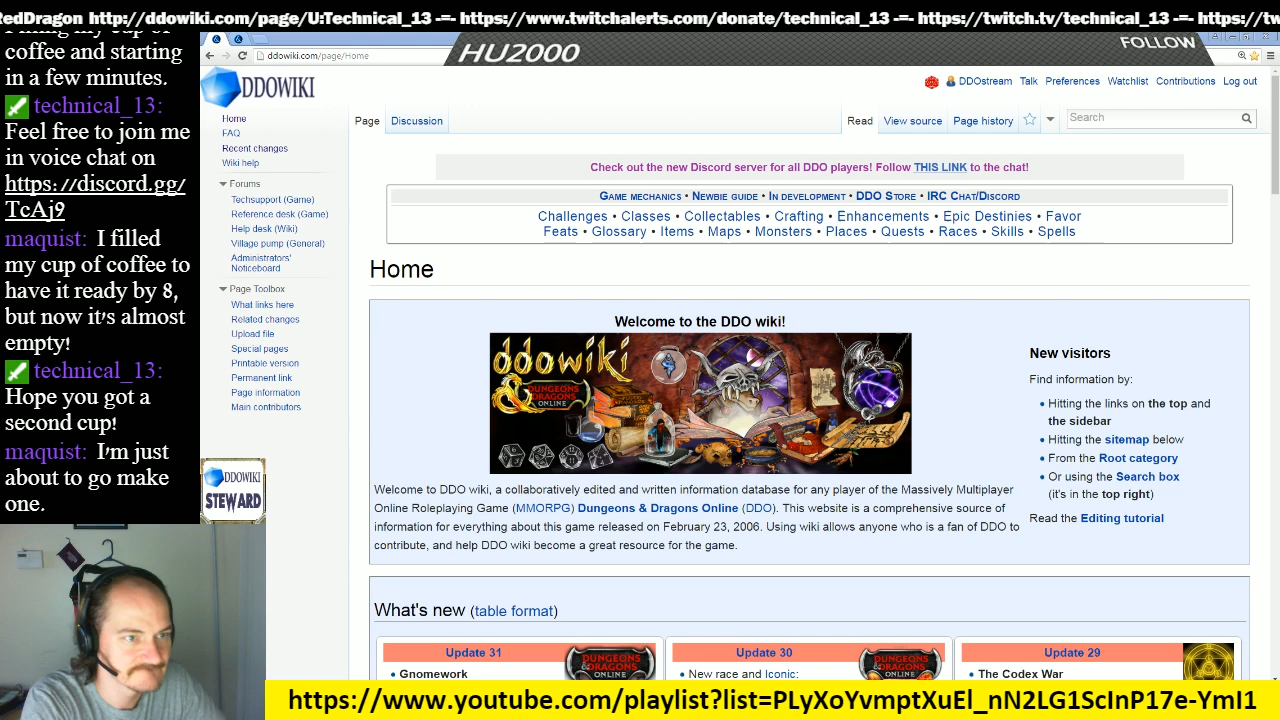 RedDragon http://ddowiki.com/page/U:Technical_13 -=- https://www.twitchalerts.com/donate/technical_13 -=- https://twitch.tv/technical_13 -=- https://tw
coffee and starting
in a few minutes.
technical_13:
Feel free to join me
in voice chat on
https://discord.gg/
TcAj9
maquist: I filled
my cup of coffee to
have it ready by 8,
but now it's almost
empty!
technical_13:
Hope you got a
second cup!
maquist: I'm just
about to go make
one.
HU2000
FOLLOW
ddowiki.com/page/Home
DDOWIKI
DDOstream Talk Preferences Watchlist Contributions Log out
Page Discussion Read View source Page history Search
Home
FAQ
Recent changes
Wiki help
Forums
Techsupport (Game)
Reference desk (Game)
Help desk (Wiki)
Village pump (General)
Administrators'
Noticeboard
Page Toolbox
What links here
Related changes
Upload file
Special pages
Printable version
Permanent link
Page information
Main contributors
DDOWIKI
STEWARD
Check out the new Discord server for all DDO players! Follow THIS LINK to the chat!
Game mechanics • Newbie guide • In development • DDO Store • IRC Chat/Discord
Challenges • Classes • Collectables • Crafting • Enhancements • Epic Destinies • Favor
Feats • Glossary • Items • Maps • Monsters • Places • Quests • Races • Skills • Spells
Home
Welcome to the DDO wiki!
ddowiki
DUNGEONS
DRAGONS
ONLINE
Welcome to DDO wiki, a collaboratively edited and written information database for any player of the Massively Multiplayer
Online Roleplaying Game (MMORPG) Dungeons & Dragons Online (DDO). This website is a comprehensive source of
information for everything about this game released on February 23, 2006. Using wiki allows anyone who is a fan of DDO to
contribute, and help DDO wiki become a great resource for the game.
New visitors
Find information by:
• Hitting the links on the top and
the sidebar
• Hitting the sitemap below
• From the Root category
• Or using the Search box
(it's in the top right)
Read the Editing tutorial
What's new (table format)
Update 31
• Gnomework
DUNGEONS
DRAGONS
Update 30
• New race and Iconic:
DUNGEONS
DRAGONS
Update 29
• The Codex War
https://www.youtube.com/playlist?list=PLyXoYvmptXuEl_nN2LG1ScInP17e-YmI1